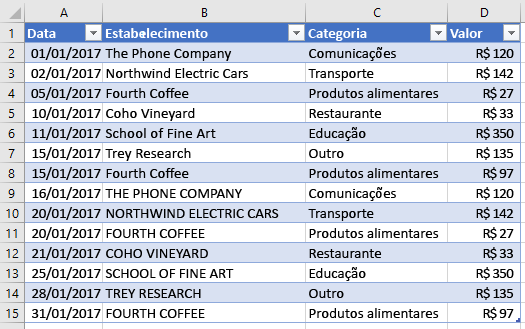 A B C D
1 Data Estabelecimento Categoria Valor
2 01/01/2017 The Phone Company Comunicações R$ 120
3 02/01/2017 Northwind Electric Cars Transporte R$ 142
4 05/01/2017 Fourth Coffee Produtos alimentares R$ 27
5 10/01/2017 Coho Vineyard Restaurante R$ 33
6 11/01/2017 School of Fine Art Educação R$ 350
7 15/01/2017 Trey Research Outro R$ 135
8 15/01/2017 Fourth Coffee Produtos alimentares R$ 97
9 16/01/2017 THE PHONE COMPANY Comunicações R$ 120
10 20/01/2017 NORTHWIND ELECTRIC CARS Transporte R$ 142
11 20/01/2017 FOURTH COFFEE Produtos alimentares R$ 27
12 21/01/2017 COHO VINEYARD Restaurante R$ 33
13 25/01/2017 SCHOOL OF FINE ART Educação R$ 350
14 28/01/2017 TREY RESEARCH Outro R$ 135
15 31/01/2017 FOURTH COFFEE Produtos alimentares R$ 97